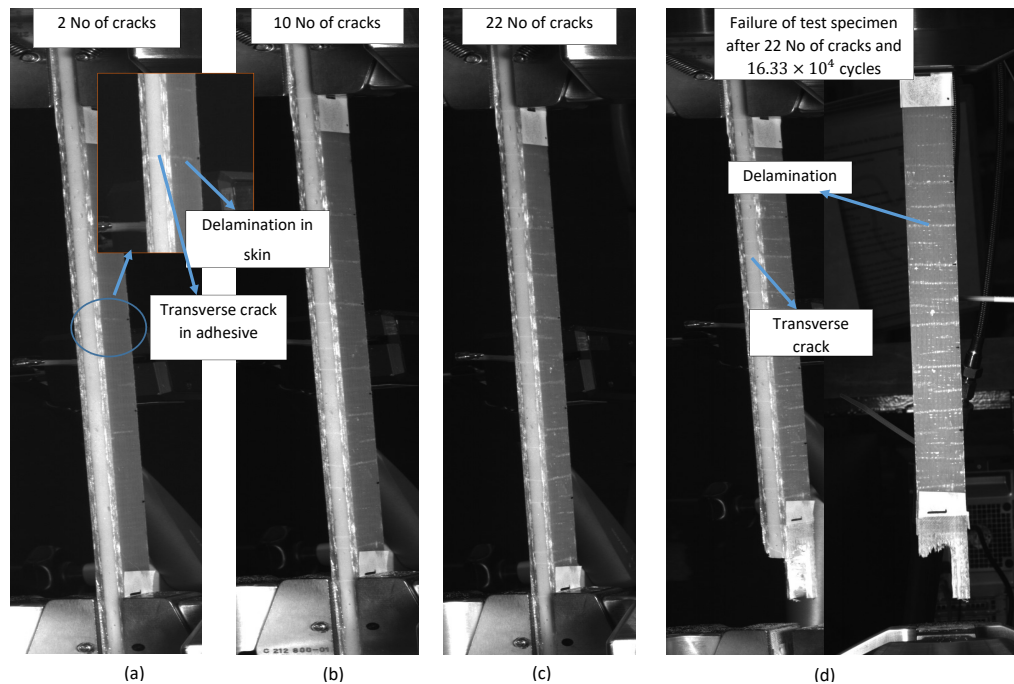 2 No of cracks
10 No of cracks
22 No of cracks
Failure of test specimen
after 22 No of cracks and
16.33 × 10⁴ cycles
Delamination in
skin
Transverse crack
in adhesive
Delamination
Transverse
crack
C 212 800-01
(a)
(b)
(c)
(d)